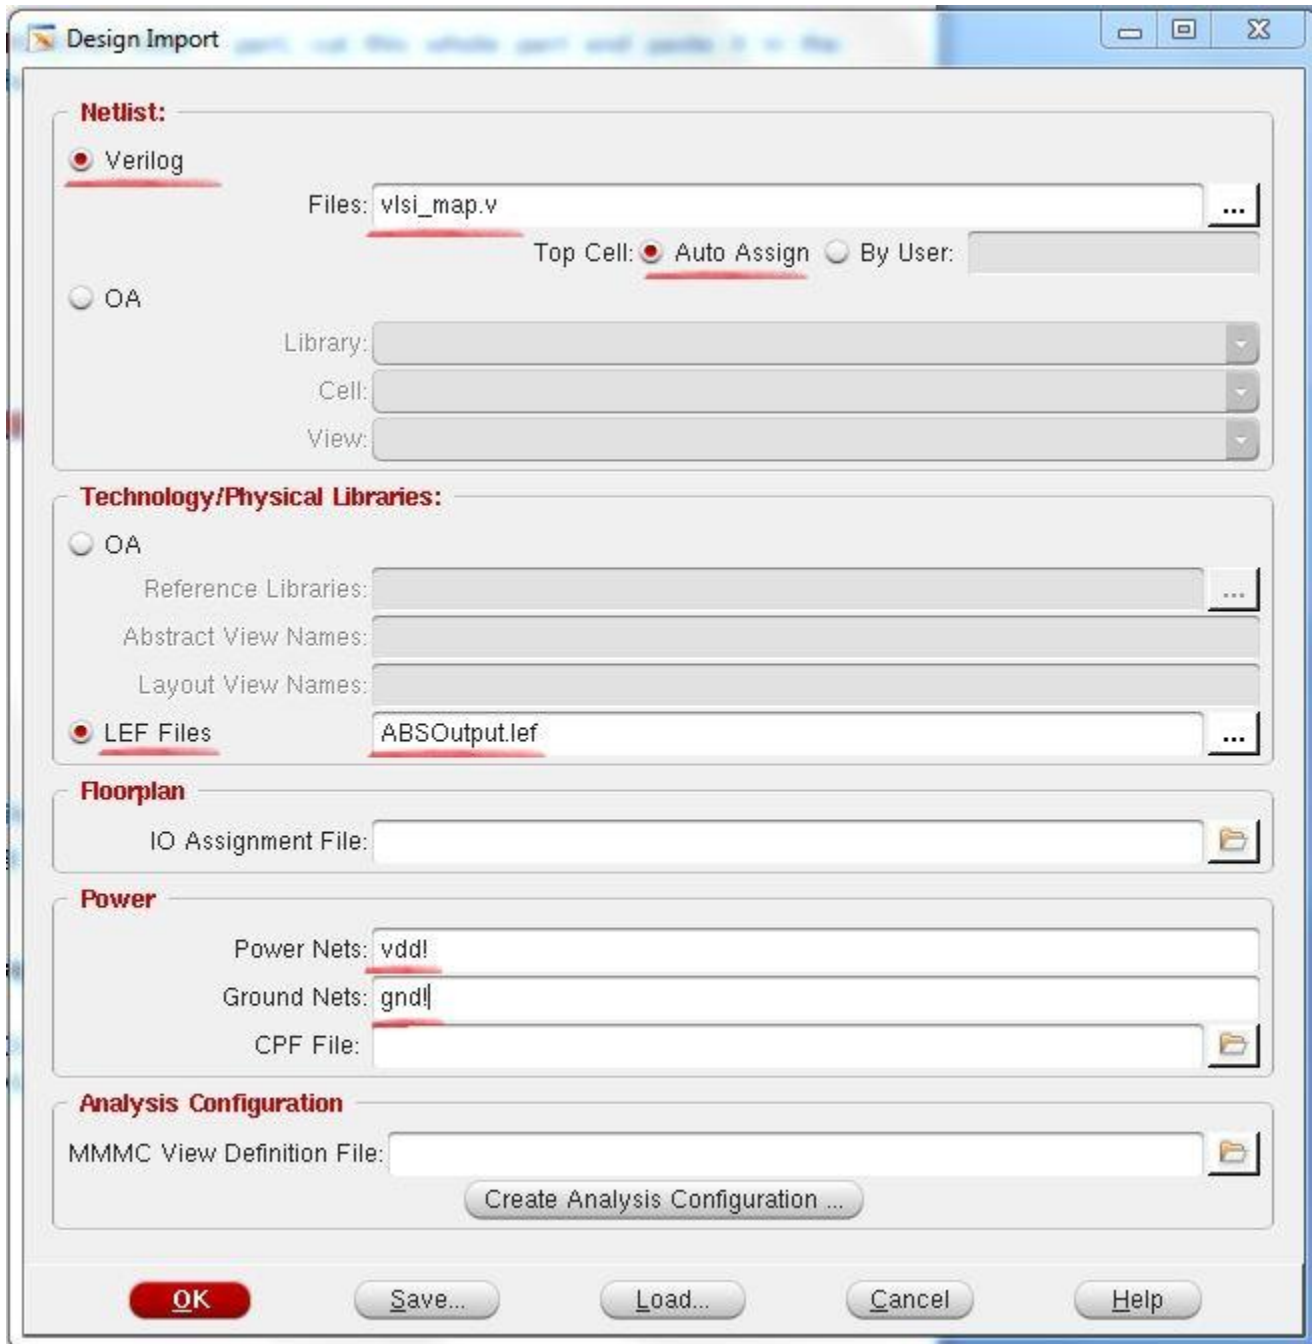 Design Import
Netlist:
Verilog
Files: vlsi_map.v ...
Top Cell: Auto Assign By User:
OA
Library:
Cell:
View:
Technology/Physical Libraries:
OA
Reference Libraries: ...
Abstract View Names:
Layout View Names:
LEF Files ABSOutput.lef ...
Floorplan
IO Assignment File:
Power
Power Nets: vdd!
Ground Nets: gnd!
CPF File:
Analysis Configuration
MMMC View Definition File:
Create Analysis Configuration ...
OK Save... Load... Cancel Help